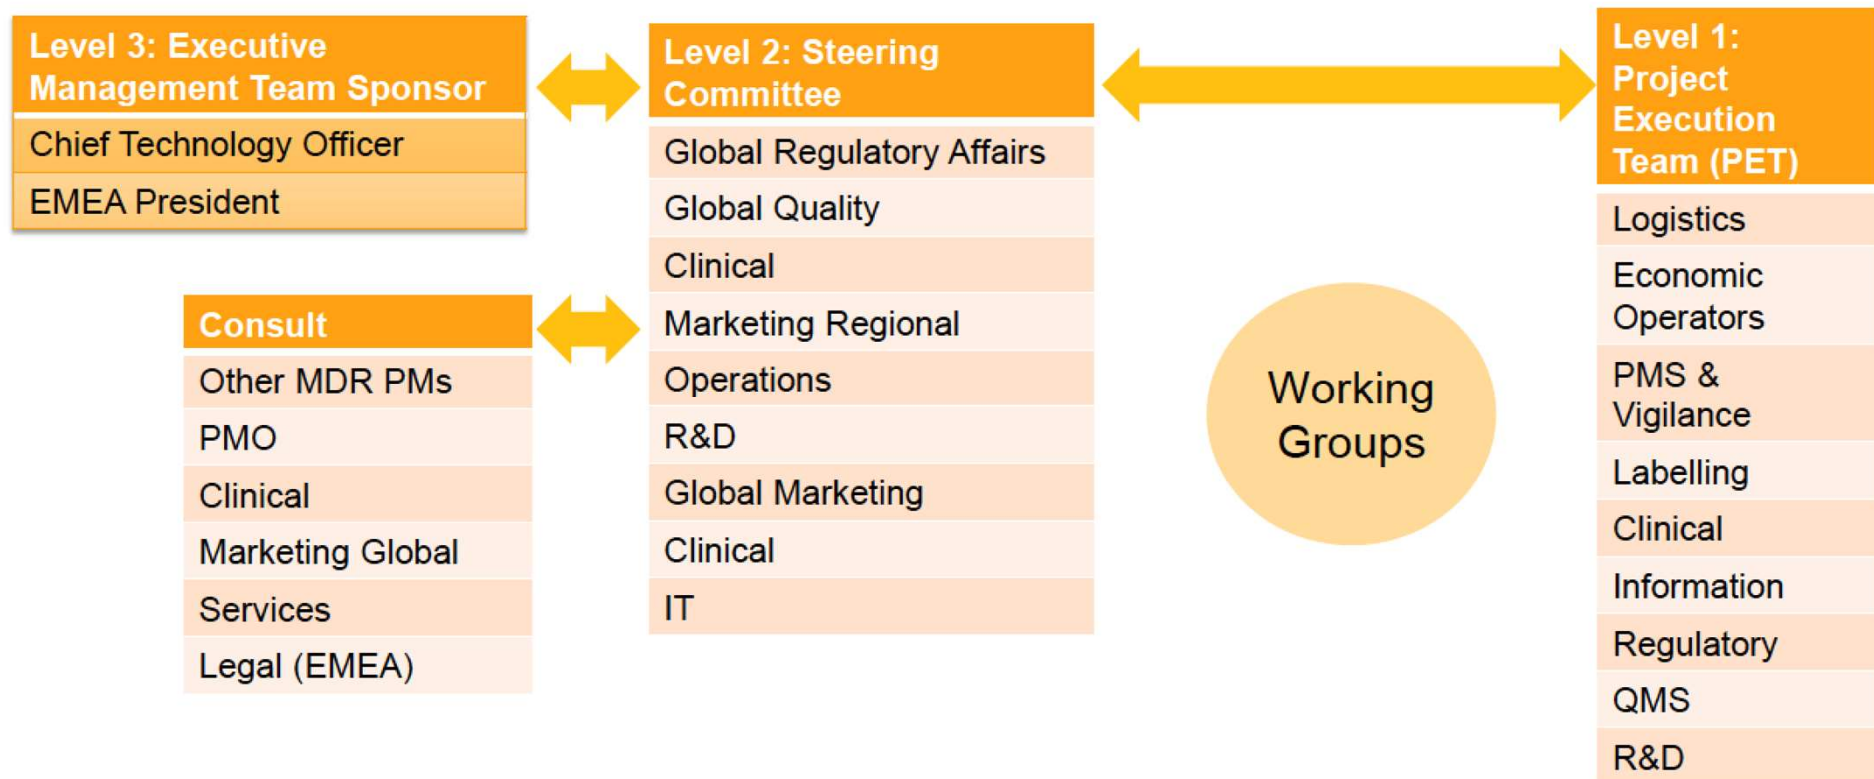 Level 3: Executive
Management Team Sponsor
Chief Technology Officer
EMEA President
Consult
Other MDR PMs
PMO
Clinical
Marketing Global
Services
Legal (EMEA)
Level 2: Steering
Committee
Global Regulatory Affairs
Global Quality
Clinical
Marketing Regional
Operations
R&D
Global Marketing
Clinical
IT
Working
Groups
Level 1:
Project
Execution
Team (PET)
Logistics
Economic
Operators
PMS &
Vigilance
Labelling
Clinical
Information
Regulatory
QMS
R&D